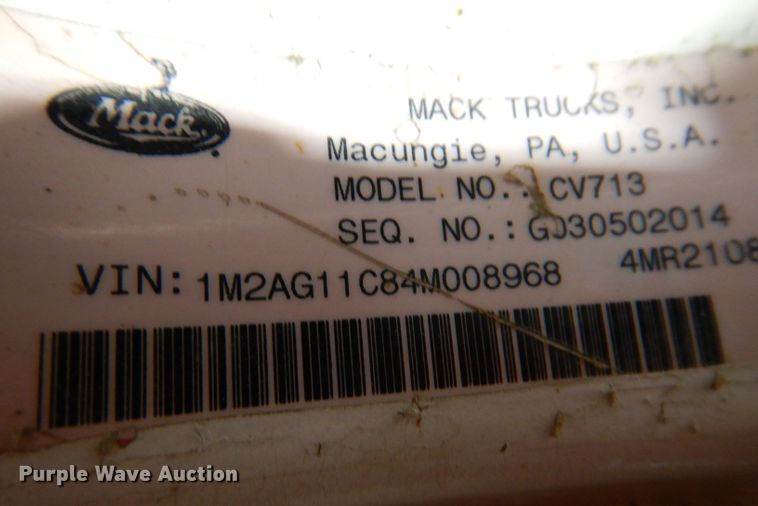 Mack
MACK TRUCKS, INC.
Macungie, PA, U.S.A.
MODEL NO.: CV713
SEQ. NO.: G030502014
4MR2108
VIN: 1M2AG11C84M008968
Purple Wave Auction